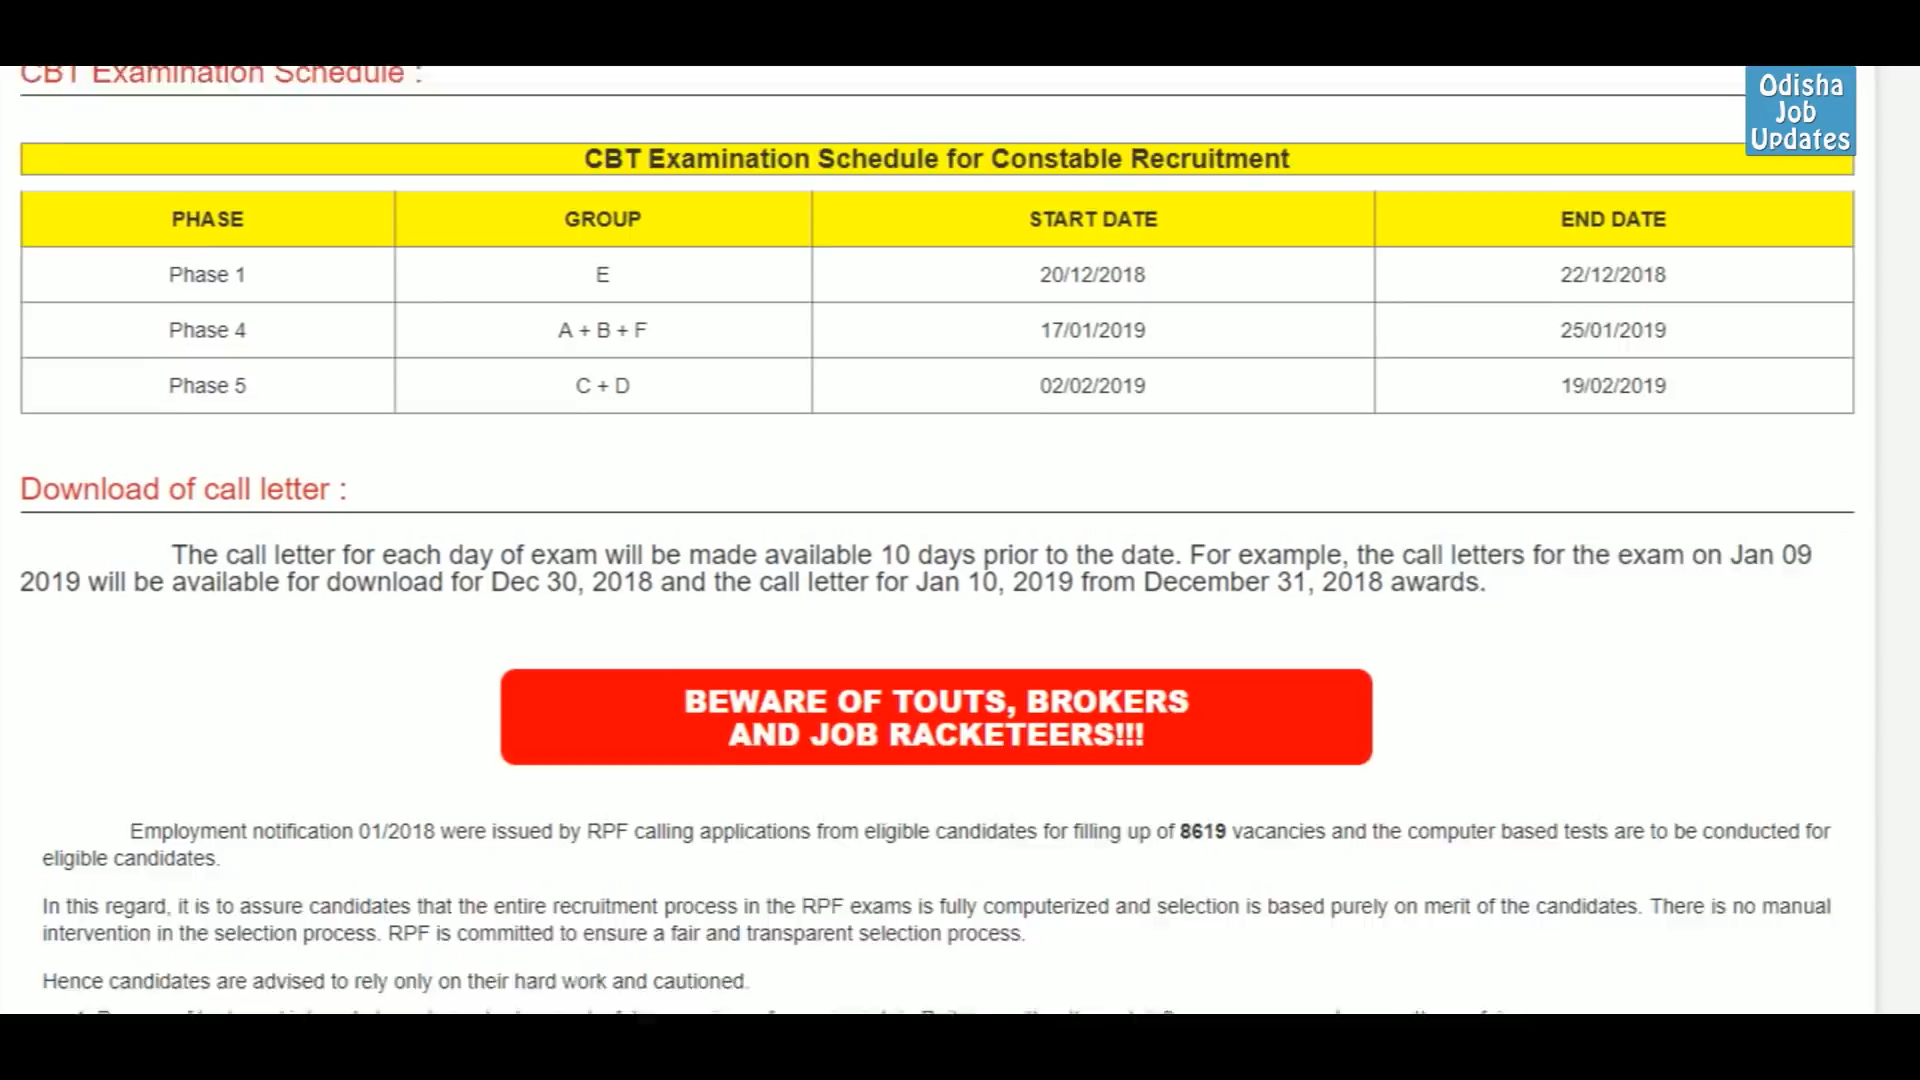 CBT Examination Schedule :
Odisha
Job
Updates
CBT Examination Schedule for Constable Recruitment
PHASE GROUP START DATE END DATE
Phase 1 E 20/12/2018 22/12/2018
Phase 4 A + B + F 17/01/2019 25/01/2019
Phase 5 C + D 02/02/2019 19/02/2019
Download of call letter :
The call letter for each day of exam will be made available 10 days prior to the date. For example, the call letters for the exam on Jan 09
2019 will be available for download for Dec 30, 2018 and the call letter for Jan 10, 2019 from December 31, 2018 awards.
BEWARE OF TOUTS, BROKERS
AND JOB RACKETEERS!!!
Employment notification 01/2018 were issued by RPF calling applications from eligible candidates for filling up of 8619 vacancies and the computer based tests are to be conducted for
eligible candidates.
In this regard, it is to assure candidates that the entire recruitment process in the RPF exams is fully computerized and selection is based purely on merit of the candidates. There is no manual
intervention in the selection process. RPF is committed to ensure a fair and transparent selection process.
Hence candidates are advised to rely only on their hard work and cautioned.